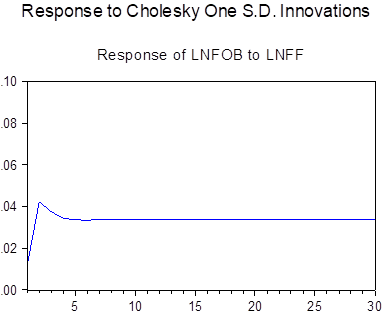 Response to Cholesky One S.D. Innovations
Response of LNFOB to LNFF
.10
.08
.06
.04
.02
.00
5 10 15 20 25 30